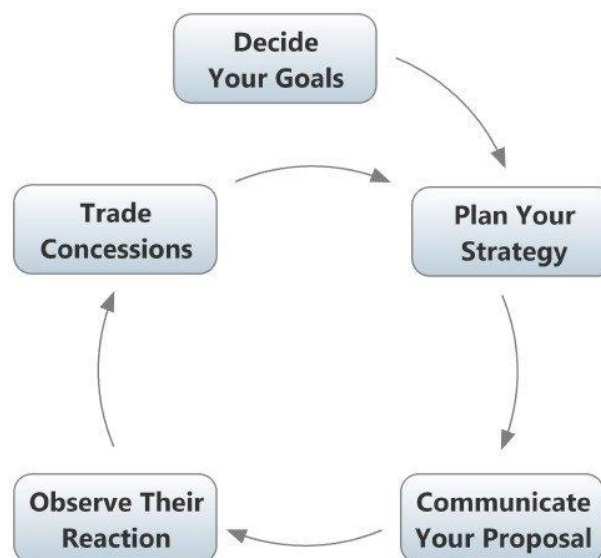 Decide
Your Goals
Plan Your
Strategy
Communicate
Your Proposal
Observe Their
Reaction
Trade
Concessions